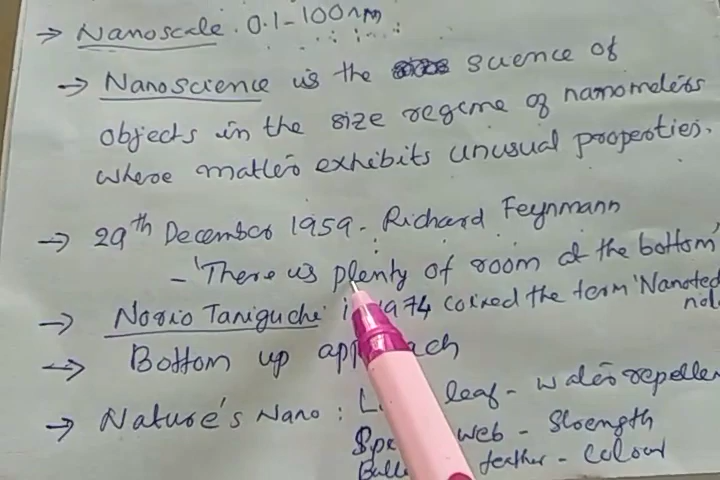 → Nanoscale. 0.1-100nm
→ Nanoscience is the science of
objects in the size regime of nanometers
where matter exhibits unusual properties.
→ 29th December 1959 - Richard Feynmann
- 'There is plenty of room at the bottom'
→ Norio Taniguchi 1974 coined the term 'Nanotec
→ Bottom up
→ Nature's Nano : leaf - water repeller
web - Strength
feather - Colour